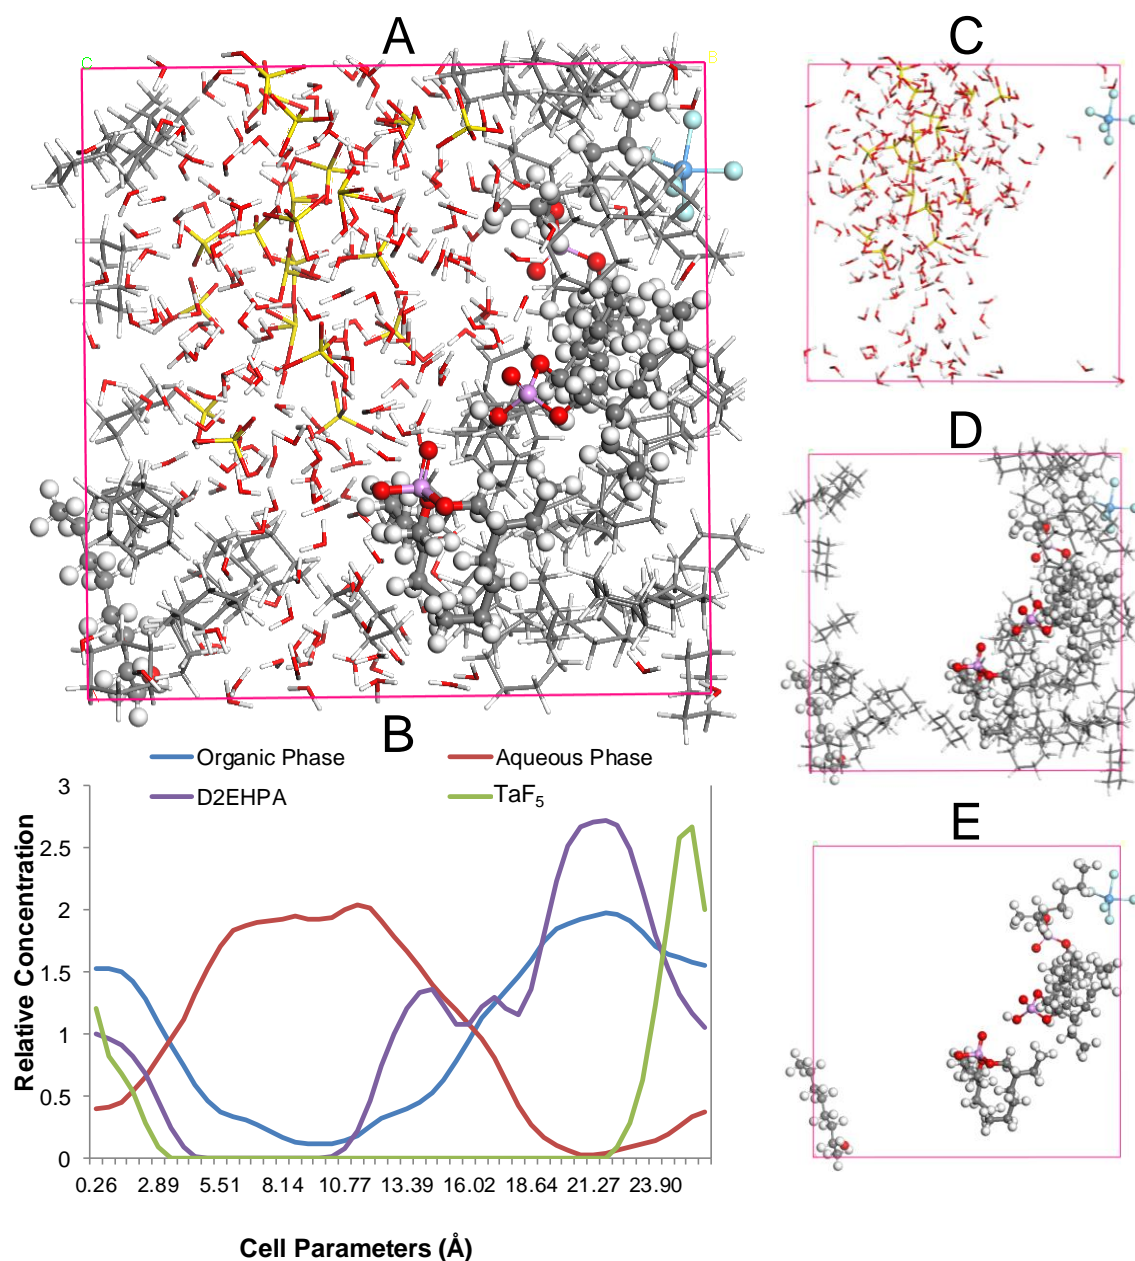 A
C
C
B
D
E
B
Organic Phase
Aqueous Phase
D2EHPA
TaF5
Relative Concentration
3
2.5
2
1.5
1
0.5
0
0.26 2.89 5.51 8.14 10.77 13.39 16.02 18.64 21.27 23.90
Cell Parameters (Å)